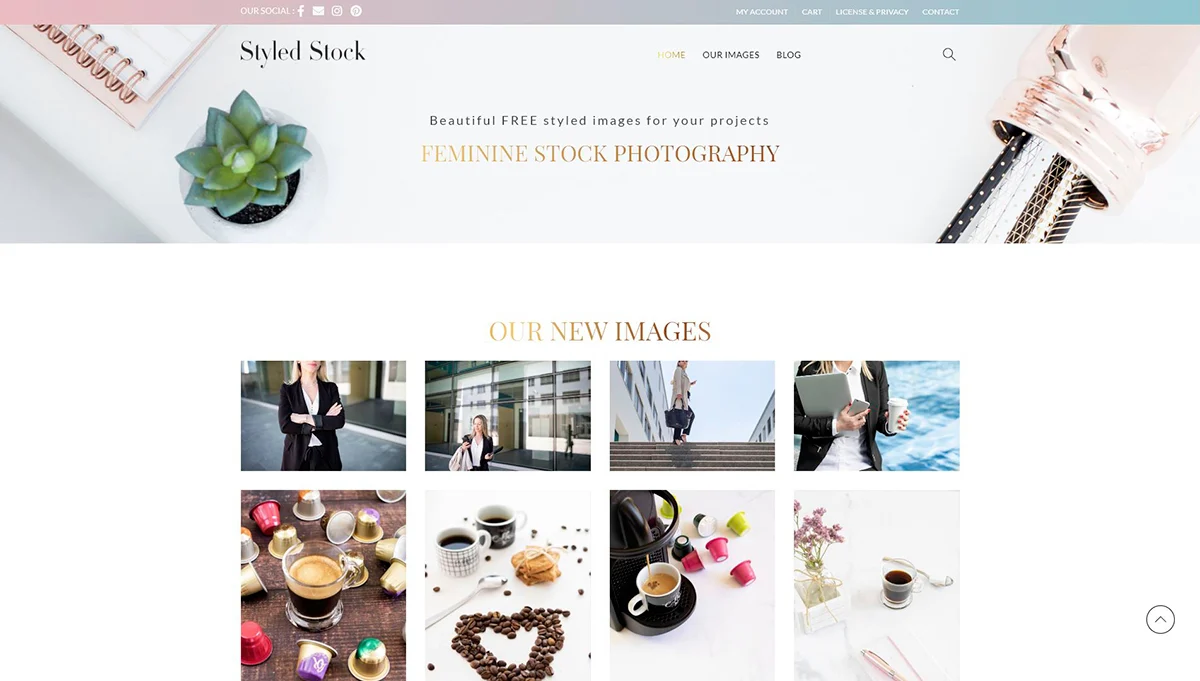 OUR SOCIAL :
MY ACCOUNT CART LICENSE & PRIVACY CONTACT
Styled Stock
HOME OUR IMAGES BLOG
Beautiful FREE styled images for your projects
FEMININE STOCK PHOTOGRAPHY
OUR NEW IMAGES